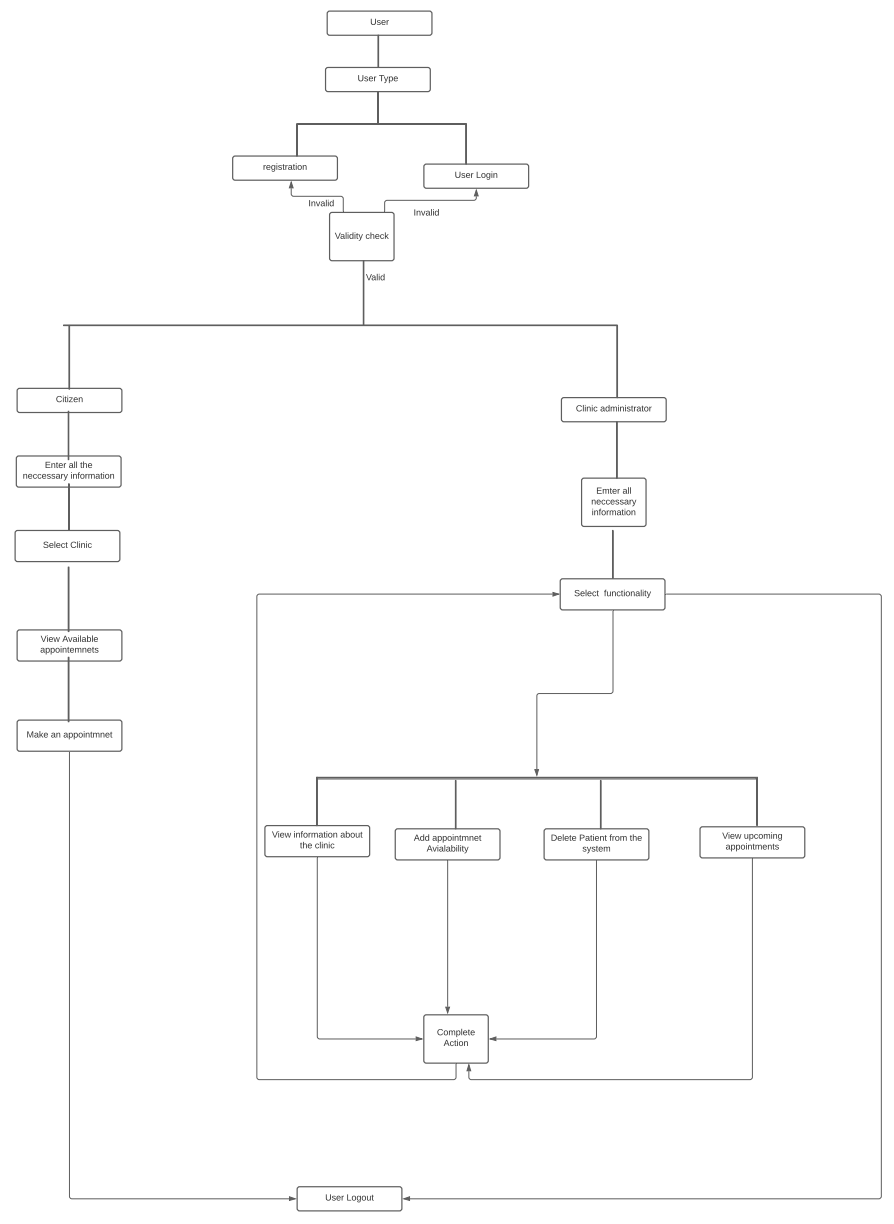 User
User Type
registration
User Login
Invalid
Invalid
Validity check
Valid
Citizen
Clinic administrator
Enter all the
neccessary information
Emter all
neccessary
information
Select Clinic
Select  functionality
View Available
appointemnets
Make an appointmnet
View information about
the clinic
Add appointmnet
Avialability
Delete Patient from the
system
View upcoming
appointments
Complete
Action
User Logout